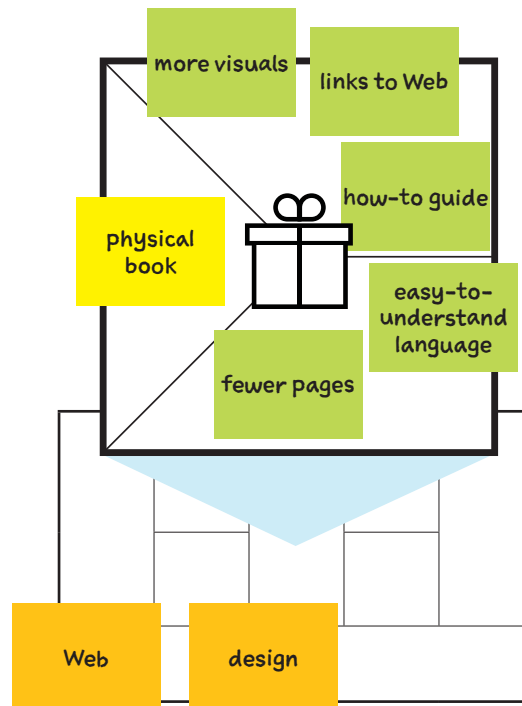 more visuals
links to Web
how-to guide
physical
book
easy-to-
understand
language
fewer pages
Web
design